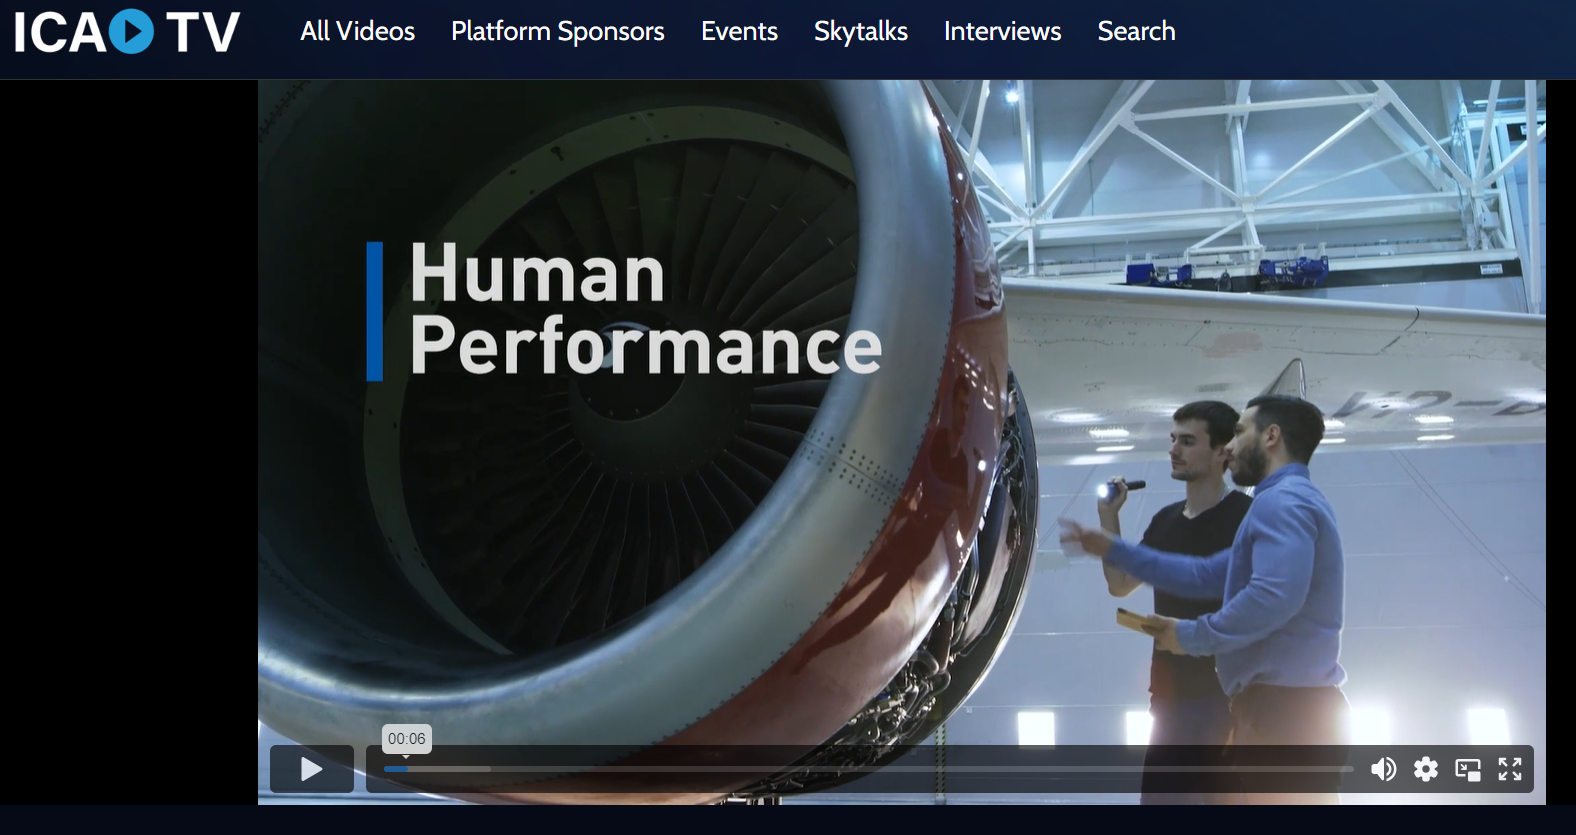 ICAO TV
All Videos
Platform Sponsors
Events
Skytalks
Interviews
Search
Human
Performance
00:06